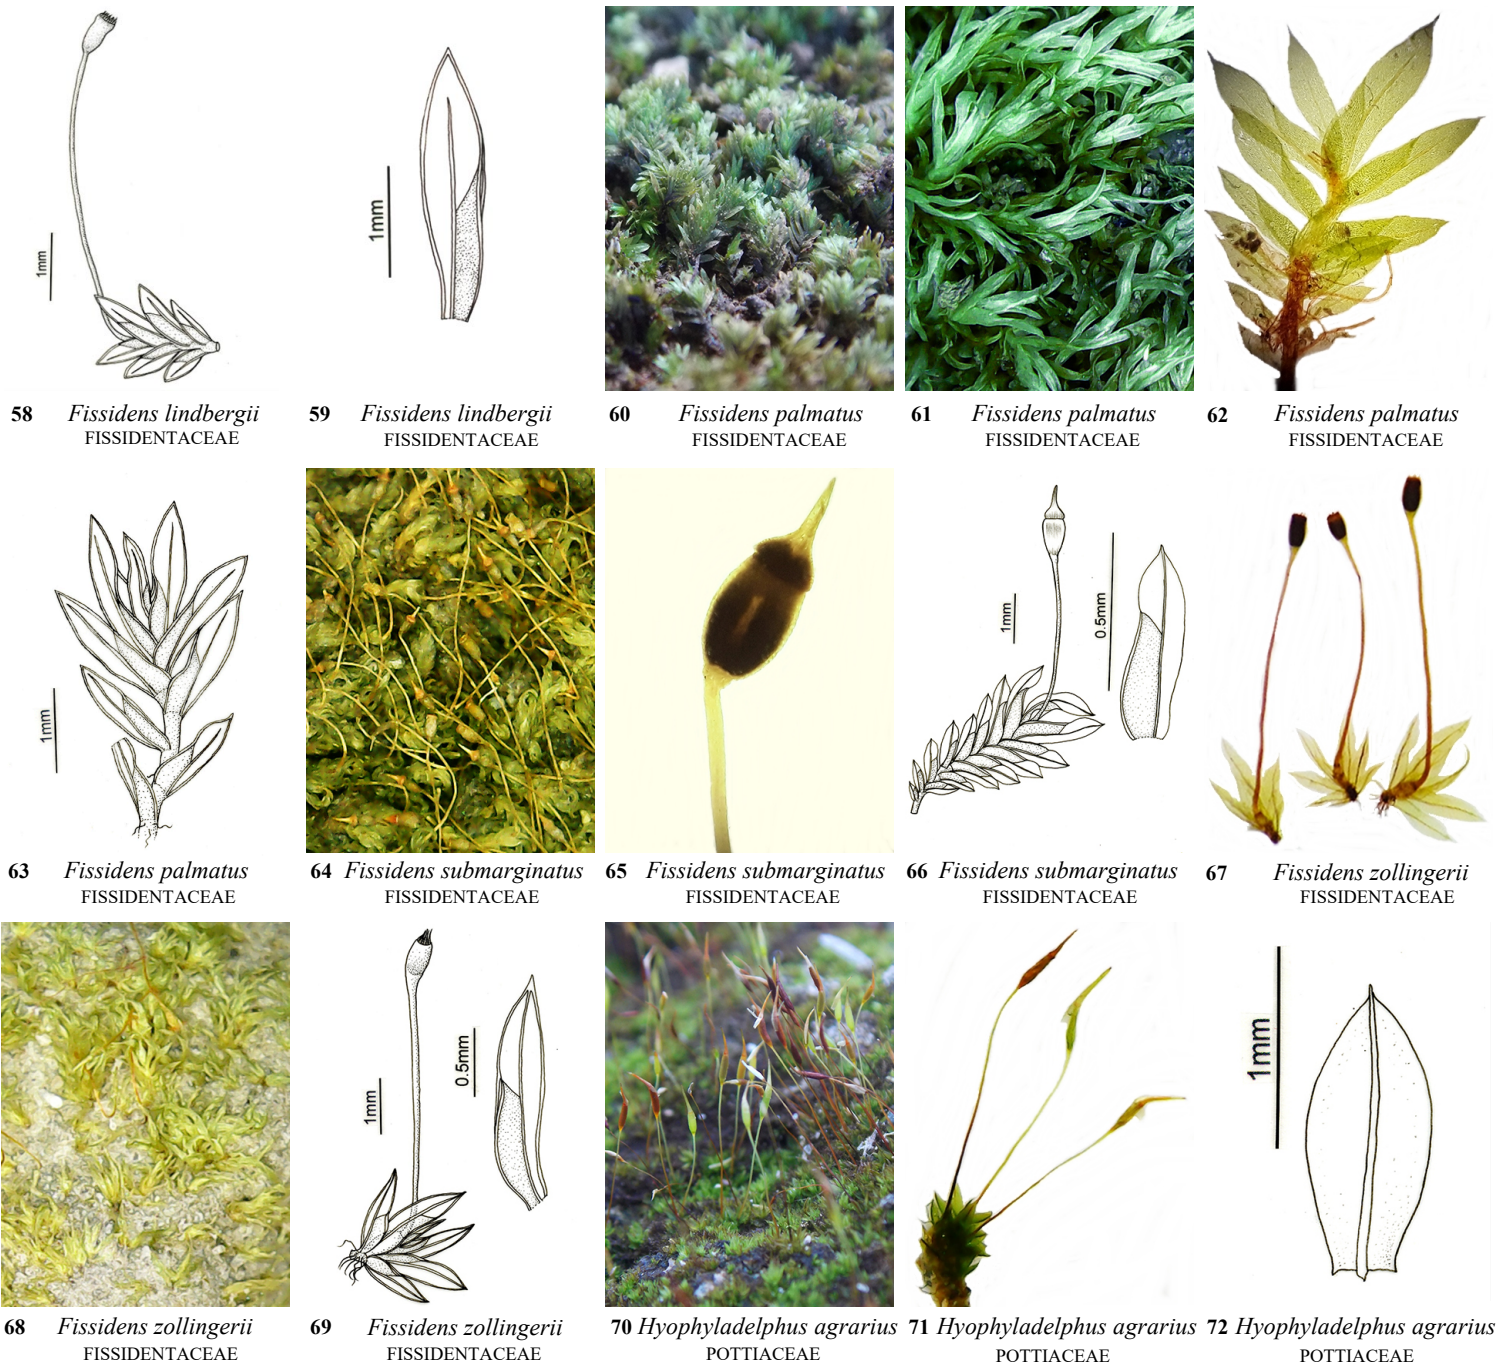 1mm
1mm
58 Fissidens lindbergii
FISSIDENTACEAE
59 Fissidens lindbergii
FISSIDENTACEAE
60 Fissidens palmatus
FISSIDENTACEAE
61 Fissidens palmatus
FISSIDENTACEAE
62 Fissidens palmatus
FISSIDENTACEAE
1mm
1mm
0.5mm
63 Fissidens palmatus
FISSIDENTACEAE
64 Fissidens submarginatus
FISSIDENTACEAE
65 Fissidens submarginatus
FISSIDENTACEAE
66 Fissidens submarginatus
FISSIDENTACEAE
67 Fissidens zollingerii
FISSIDENTACEAE
1mm
0.5mm
1mm
68 Fissidens zollingerii
FISSIDENTACEAE
69 Fissidens zollingerii
FISSIDENTACEAE
70 Hyophyladelphus agrarius
POTTIACEAE
71 Hyophyladelphus agrarius
POTTIACEAE
72 Hyophyladelphus agrarius
POTTIACEAE